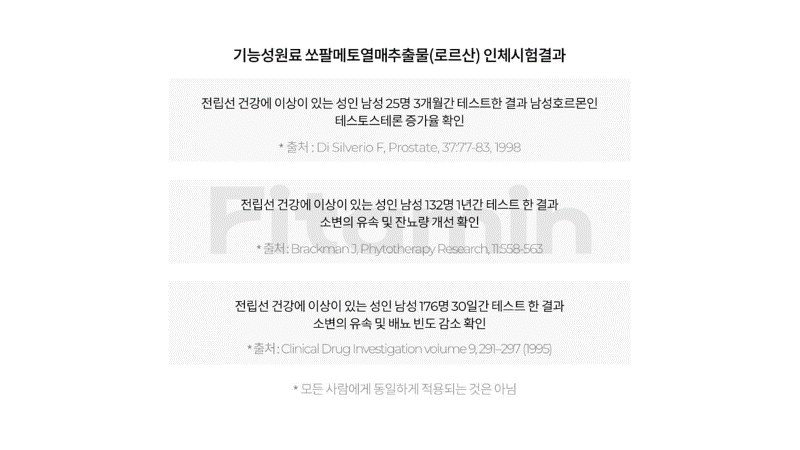 기능성원료 쏘팔메토열매추출물(로르산) 인체시험결과
전립선 건강에 이상이 있는 성인 남성 25명 3개월간 테스트한 결과 남성호르몬인
테스토스테론 증가율 확인
* 출처 : Di Silverio F, Prostate, 37:77-83, 1998
Fitamin
전립선 건강에 이상이 있는 성인 남성 132명 1년간 테스트 한 결과
소변의 유속 및 잔뇨량 개선 확인
* 출처 : Brackman J, Phytotherapy Research, 11:558-563
전립선 건강에 이상이 있는 성인 남성 176명 30일간 테스트 한 결과
소변의 유속 및 배뇨 빈도 감소 확인
* 출처 : Clinical Drug Investigation volume 9, 291–297 (1995)
* 모든 사람에게 동일하게 적용되는 것은 아님